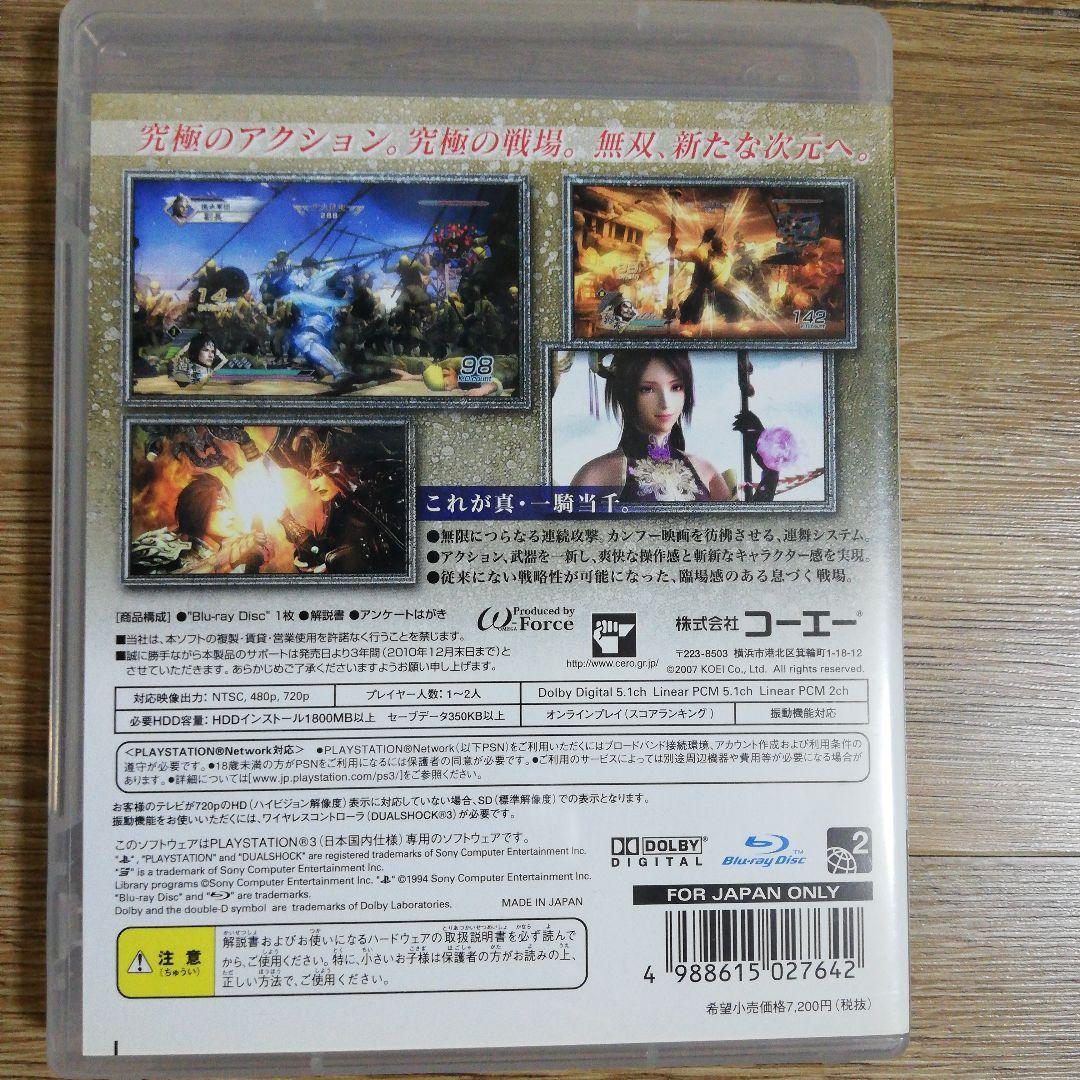 究極のアクション。究極の戦場。 無双、新たな次元へ。
副長
288
14
98
K.O.count
142
これが真・一騎当千。
●無限につらなる連続攻撃。カンフー映画を彷彿させる、連舞システム。
●アクション、武器を一新し、爽快な操作感と斬新なキャラクター感を実現。
●従来にない戦略性が可能になった、臨場感のある息づく戦場。
[商品構成] ●"Blu-ray Disc" 1枚 ●解説書 ●アンケートはがき
■当社は、本ソフトの複製・賃貸・営業使用を許諾なく行うことを禁じます。
■誠に勝手ながら本製品のサポートは発売日より3年間(2010年12月末日まで)と
させていただきます。あらかじめご了承くださいますようお願い申し上げます。
Produced by
ω-Force
OMEGA
http://www.cero.gr.jp/
株式会社 コーエー®
〒223-8503 横浜市港北区箕輪町1-18-12
©2007 KOEI Co., Ltd. All rights reserved.
対応映像出力: NTSC, 480p, 720p
プレイヤー人数: 1〜2人
Dolby Digital 5.1ch Linear PCM 5.1ch Linear PCM 2ch
必要HDD容量: HDDインストール1800MB以上 セーブデータ350KB以上
オンラインプレイ(スコアランキング)
振動機能対応
<PLAYSTATION®Network対応> ●PLAYSTATION®Network(以下PSN)をご利用いただくにはブロードバンド接続環境、アカウント作成および利用条件の
遵守が必要です。●18歳未満の方がPSNをご利用になるには保護者の同意が必要です。●ご利用のサービスによっては別途周辺機器や費用等が必要になる場合が
あります。●詳細については[www.jp.playstation.com/ps3/]をご参照ください。
お客様のテレビが720pのHD(ハイビジョン解像度)表示に対応していない場合、SD(標準解像度)での表示となります。
振動機能をお使いいただくには、ワイヤレスコントローラ(DUALSHOCK®3)が必要です。
このソフトウェアはPLAYSTATION®3(日本国内仕様)専用のソフトウェアです。
", "PLAYSTATION" and "DUALSHOCK" are registered trademarks of Sony Computer Entertainment Inc.
" " is a trademark of Sony Computer Entertainment Inc.
Library programs ©Sony Computer Entertainment Inc. " " ©1994 Sony Computer Entertainment Inc.
"Blu-ray Disc" and " " are trademarks.
Dolby and the double-D symbol are trademarks of Dolby Laboratories.
MADE IN JAPAN
DOLBY
DIGITAL
Blu-ray Disc™
2
FOR JAPAN ONLY
注意
(ちゅうい)
解説書およびお使いになるハードウェアの取扱説明書を必ず読んで
から、ご使用ください。特に、小さいお子様は保護者の方がお読みの上、
正しい方法で、ご使用ください。
4 988615 027642
希望小売価格7,200円(税抜)